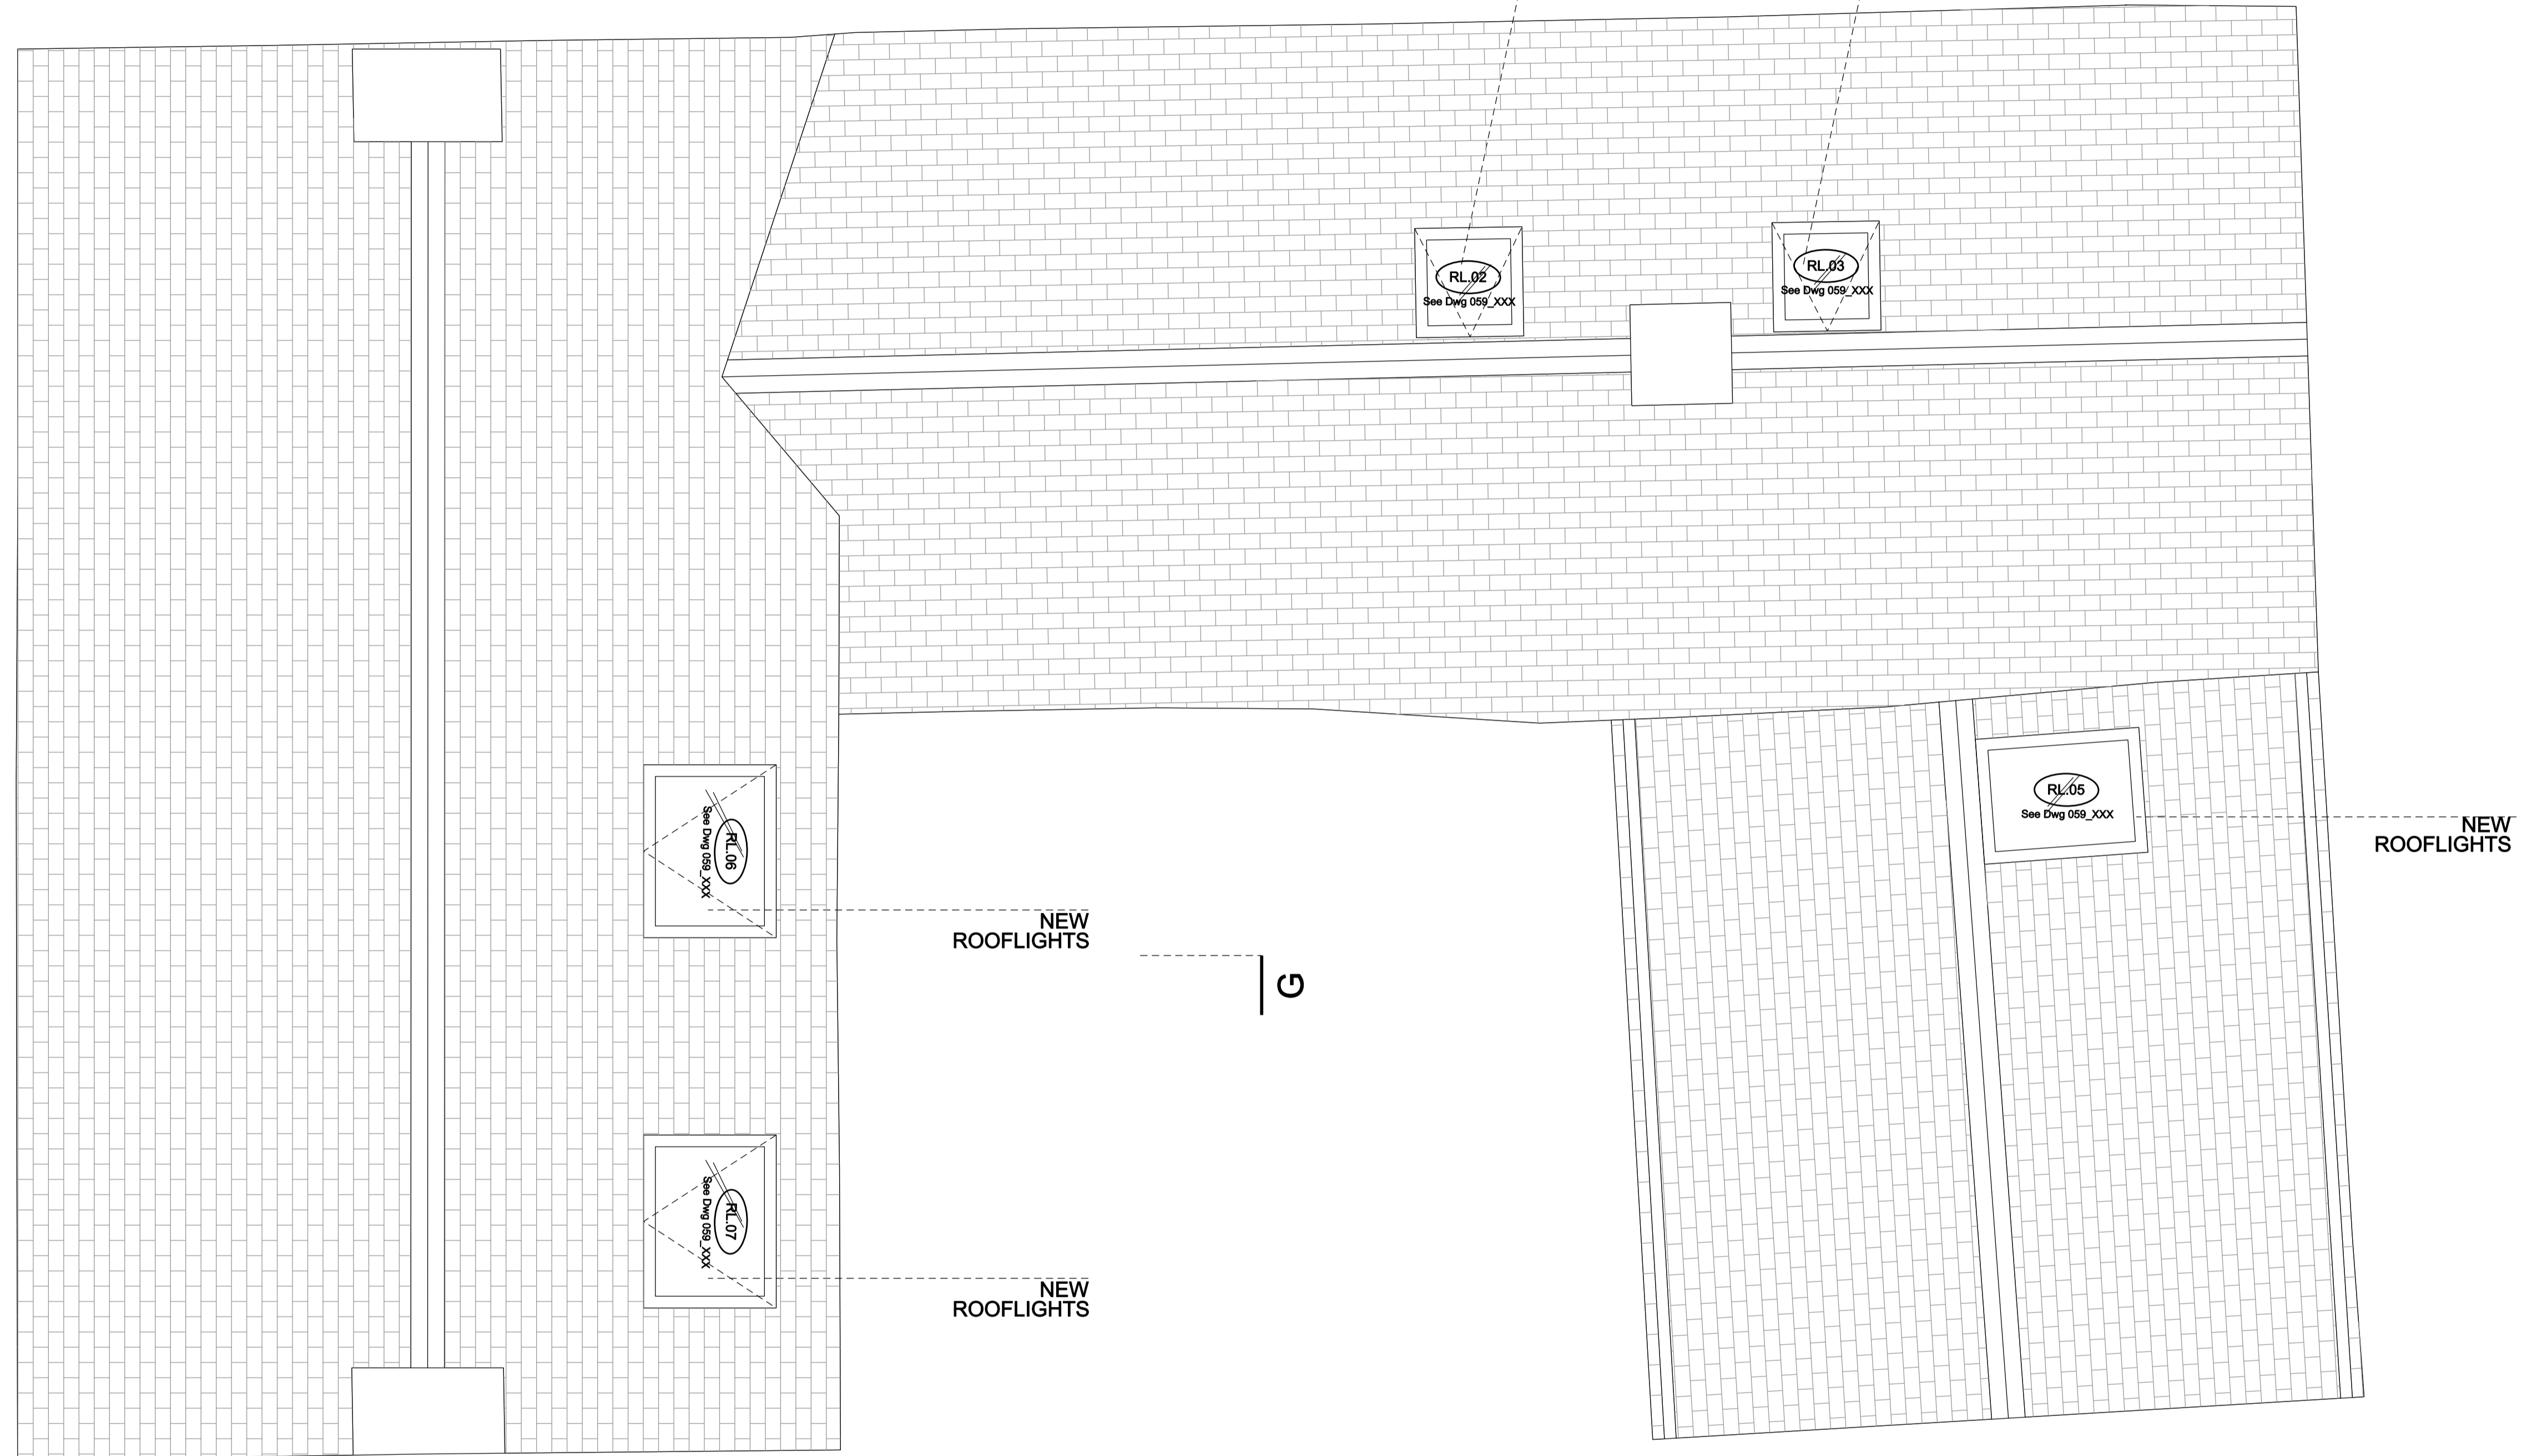 RL.02
See Dwg 059_XXX
RL.03
See Dwg 059_XXX
RL.05
See Dwg 059_XXX
NEW
ROOFLIGHTS
RL.06
See Dwg 059_XXX
NEW
ROOFLIGHTS
G
RL.07
See Dwg 059_XXX
NEW
ROOFLIGHTS